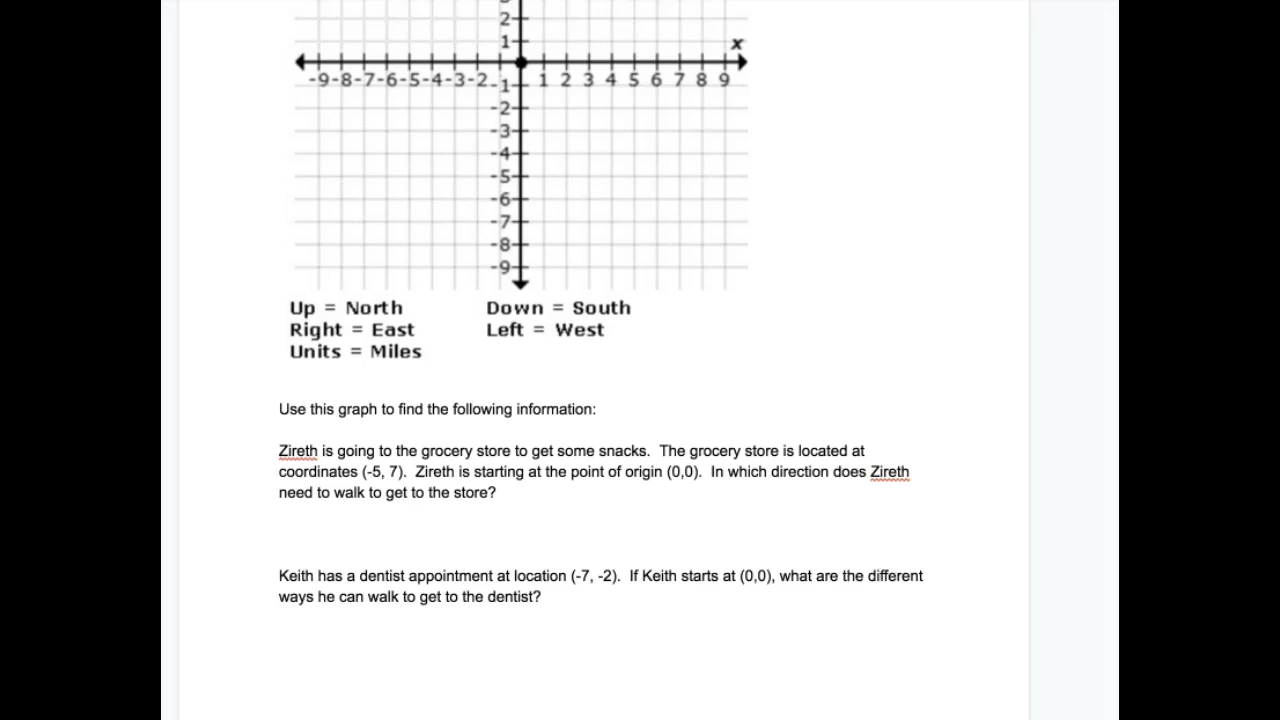 2
1
x
-9-8-7-6-5-4-3-2 1 2 3 4 5 6 7 8 9
-1
-2
-3
-4
-5
-6
-7
-8
-9
Up = North Down = South
Right = East Left = West
Units = Miles
Use this graph to find the following information:
Zireth is going to the grocery store to get some snacks. The grocery store is located at
coordinates (-5, 7). Zireth is starting at the point of origin (0,0). In which direction does Zireth
need to walk to get to the store?
Keith has a dentist appointment at location (-7, -2). If Keith starts at (0,0), what are the different
ways he can walk to get to the dentist?